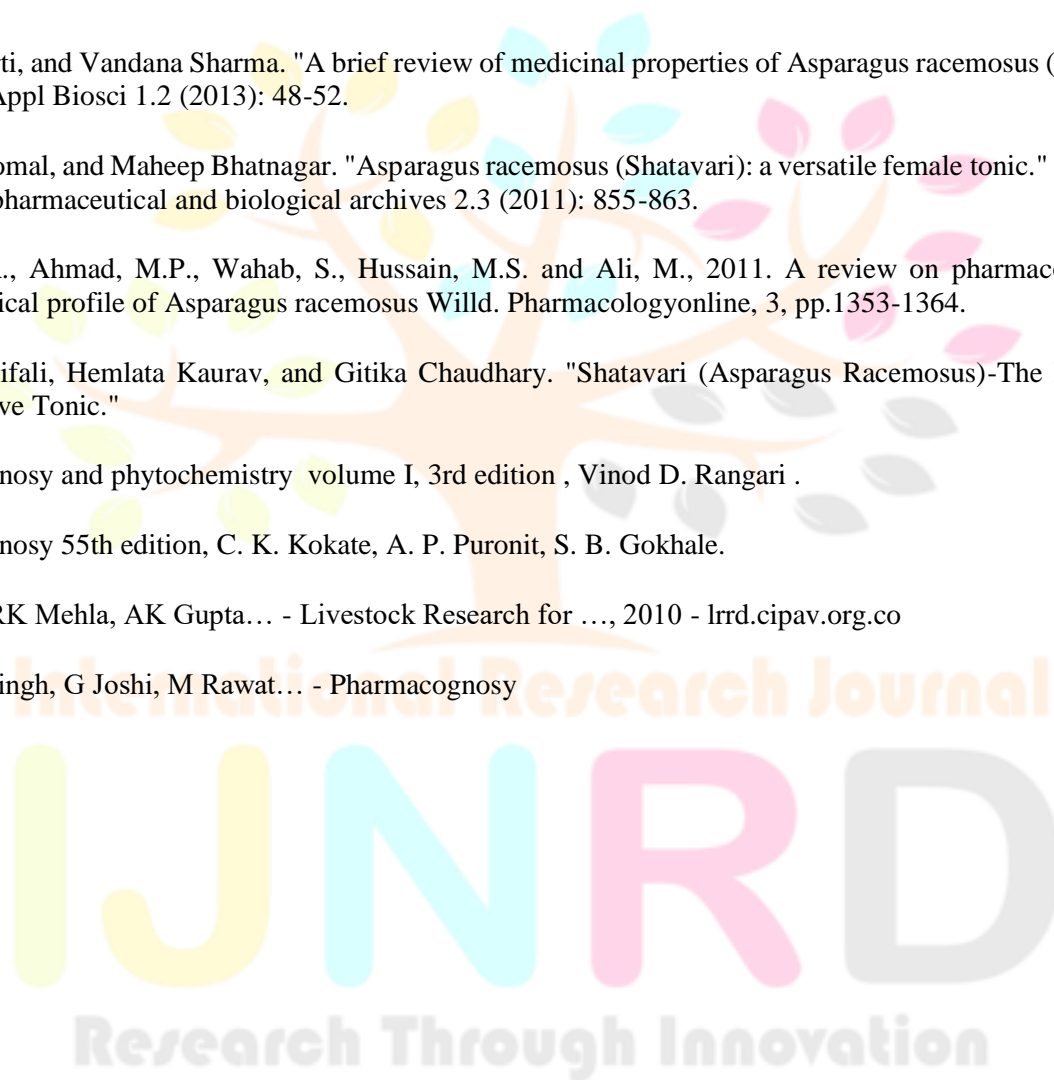 rti, and Vandana Sharma. "A brief review of medicinal properties of Asparagus racemosus (
Appl Biosci 1.2 (2013): 48-52.
omal, and Maheep Bhatnagar. "Asparagus racemosus (Shatavari): a versatile female tonic."
pharmaceutical and biological archives 2.3 (2011): 855-863.
., Ahmad, M.P., Wahab, S., Hussain, M.S. and Ali, M., 2011. A review on pharmac
ical profile of Asparagus racemosus Willd. Pharmacologyonline, 3, pp.1353-1364.
ifali, Hemlata Kaurav, and Gitika Chaudhary. "Shatavari (Asparagus Racemosus)-The
ve Tonic."
nosy and phytochemistry volume I, 3rd edition , Vinod D. Rangari .
nosy 55th edition, C. K. Kokate, A. P. Puronit, S. B. Gokhale.
RK Mehla, AK Gupta… - Livestock Research for …, 2010 - lrrd.cipav.org.co
ingh, G Joshi, M Rawat… - Pharmacognosy
International Research Journal
IJNRD
Research Through Innovation